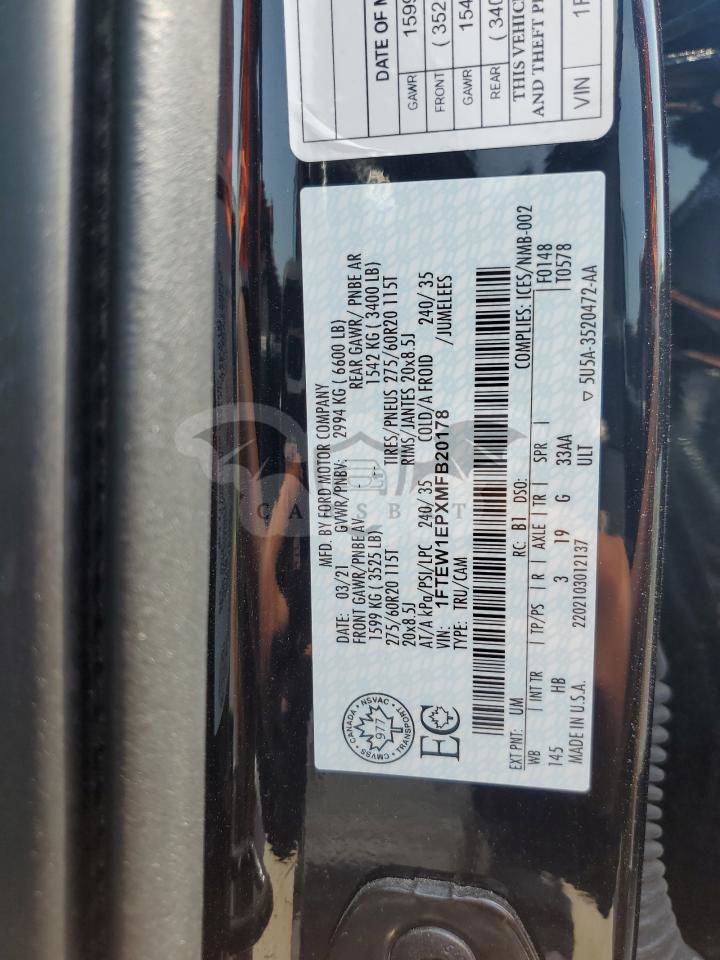 MFD. BY FORD MOTOR COMPANY
DATE: 03/21 GVWR/PNBV: 2994 KG ( 6600 LB)
FRONT GAWR/PNBE AV REAR GAWR/ PNBE AR
1599 KG ( 3525 LB) 1542 KG ( 3400 LB)
275/60R20 115T TIRES/PNEUS 275/60R20 115T
20x8.5J RIMS/JANTES 20x8.5J
AT/A kPa/PSI/LPC 240/ 35 COLD/A FROID 240/ 35
VIN: 1FTEW1EPXMFB20178 /JUMELEES
TYPE: TRU/CAM
CANADA NSVAC
CMVSS TRANSPORT
977
EC
EXT PNT: UM RC: B1 DSO: COMPLIES: ICES/NMB-002
WB INT TR TP/PS R AXLE TR SPR F0148
145 HB 3 19 G 33AA T0578
ULT
MADE IN U.S.A. 2202103012137 ▽ 5U5A-3520472-AA
DATE OF M
GAWR 1599
FRONT ( 352
GAWR 154
REAR ( 340
THIS VEHIC
AND THEFT PR
VIN 1F